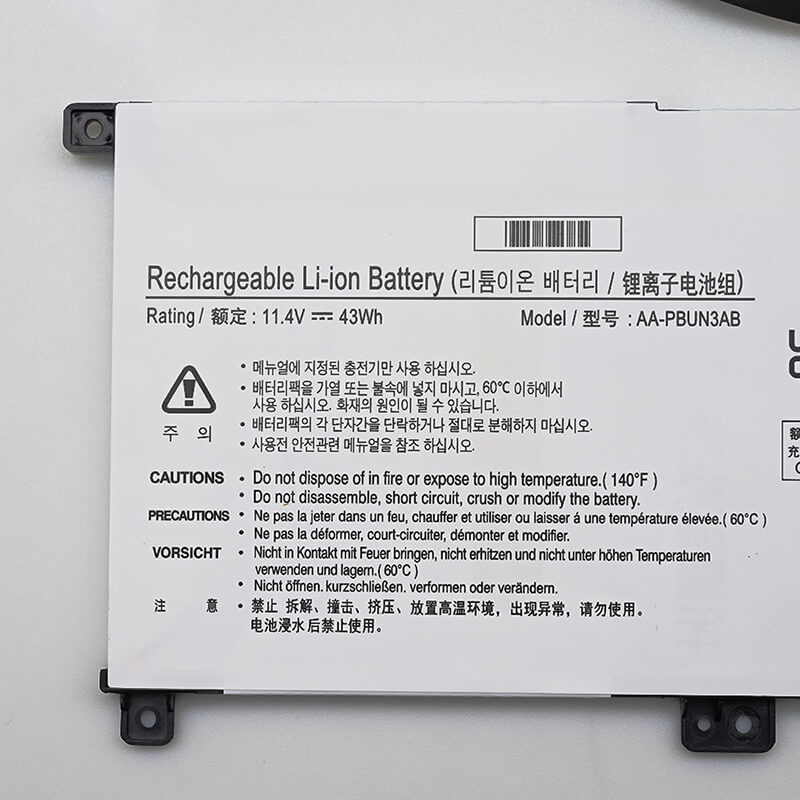 Rechargeable Li-ion Battery (리튬이온 배터리 / 锂离子电池组)
Rating / 额定 : 11.4V ⎓ 43Wh Model / 型号 : AA-PBUN3AB
• 메뉴얼에 지정된 충전기만 사용 하십시오.
• 배터리팩을 가열 또는 불속에 넣지 마시고, 60℃ 이하에서
사용 하십시오. 화재의 원인이 될 수 있습니다.
• 배터리팩의 각 단자간을 단락하거나 절대로 분해하지 마십시오.
• 사용전 안전관련 메뉴얼을 참조 하십시오.
주 의
CAUTIONS • Do not dispose of in fire or expose to high temperature.( 140°F )
• Do not disassemble, short circuit, crush or modify the battery.
PRECAUTIONS • Ne pas la jeter dans un feu, chauffer et utiliser ou laisser á une température élevée.( 60°C )
• Ne pas la déformer, court-circuiter, démonter et modifier.
VORSICHT • Nicht in Kontakt mit Feuer bringen, nicht erhitzen und nicht unter höhen Temperaturen
verwenden und lagern.( 60°C )
• Nicht öffnen. kurzschließen. verformen oder verändern.
注 意 • 禁止 拆解、撞击、挤压、放置高温环境，出现异常，请勿使用。
电池浸水后禁止使用。
额
充